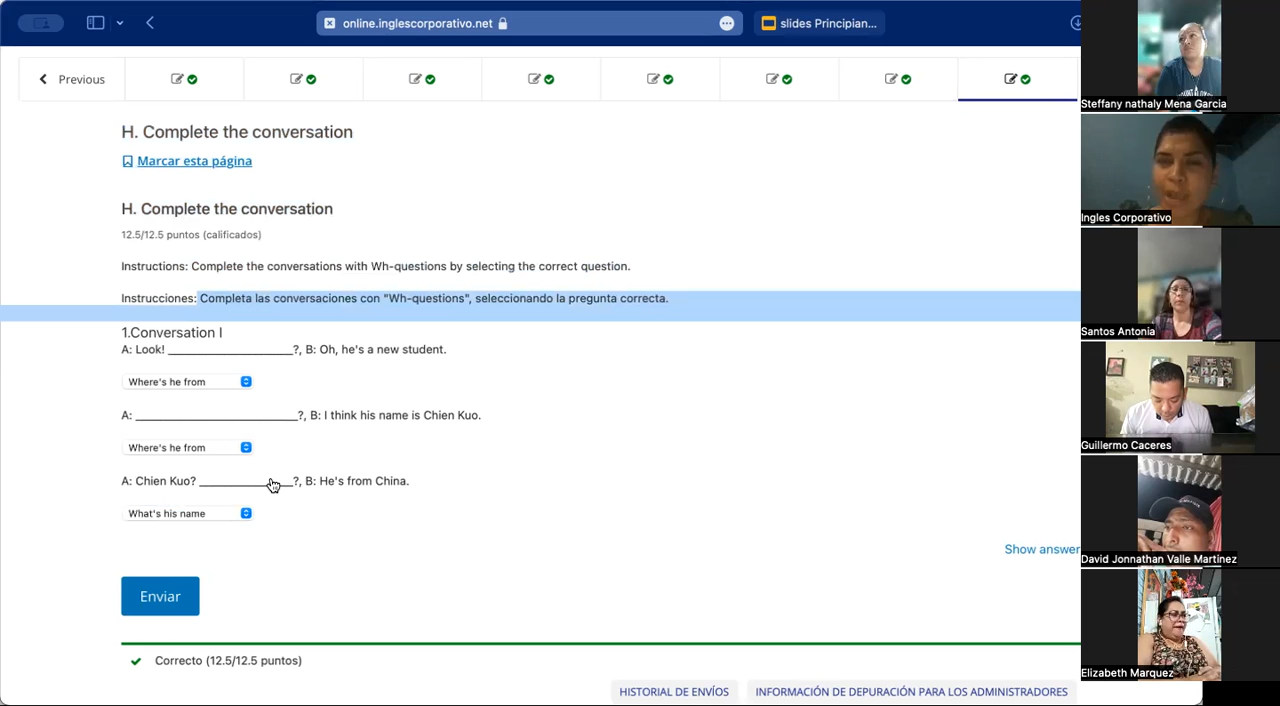 online.inglescorporativo.net
slides Principian...
Previous
H. Complete the conversation
Marcar esta página
H. Complete the conversation
12.5/12.5 puntos (calificados)
Instructions: Complete the conversations with Wh-questions by selecting the correct question.
Instrucciones: Completa las conversaciones con "Wh-questions", seleccionando la pregunta correcta.
1.Conversation I
A: Look! ____________________?, B: Oh, he's a new student.
Where's he from
A: __________________________?, B: I think his name is Chien Kuo.
Where's he from
A: Chien Kuo? _______________?, B: He's from China.
What's his name
Show answer
Enviar
Correcto (12.5/12.5 puntos)
HISTORIAL DE ENVÍOS
INFORMACIÓN DE DEPURACIÓN PARA LOS ADMINISTRADORES
Steffany nathaly Mena Garcia
Ingles Corporativo
Santos Antonia
Guillermo Caceres
David Jonnathan Valle Martinez
Elizabeth Marquez